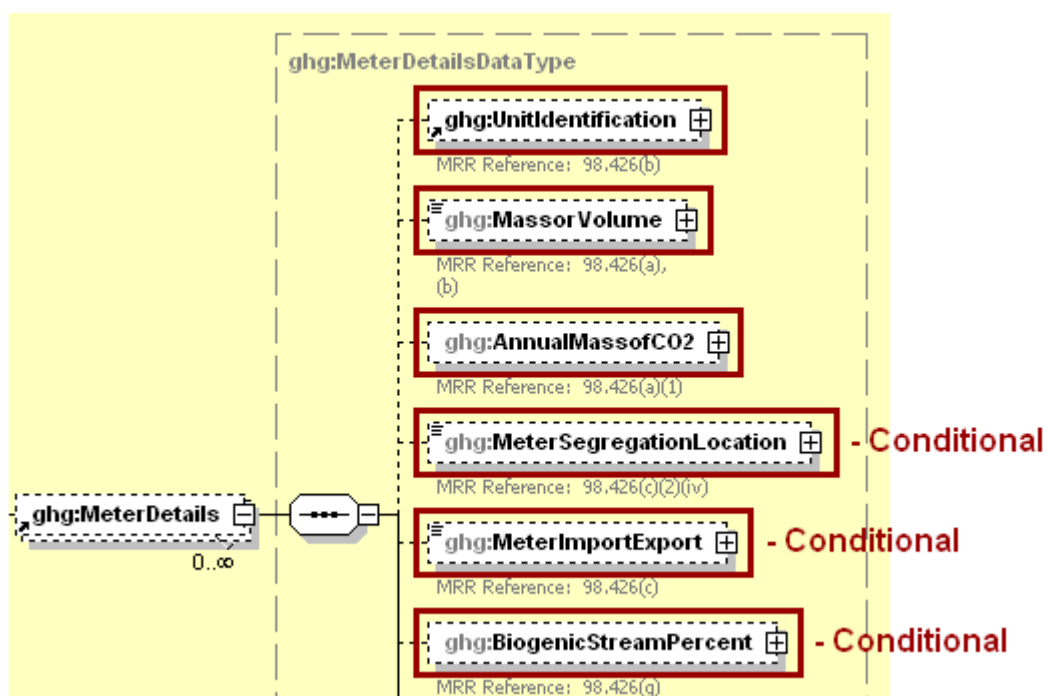 ghg:MeterDetailsDataType
ghg:UnitIdentification
MRR Reference: 98.426(b)
ghg:MassorVolume
MRR Reference: 98.426(a),
(b)
ghg:AnnualMassofCO2
MRR Reference: 98.426(a)(1)
ghg:MeterSegregationLocation - Conditional
MRR Reference: 98.426(c)(2)(iv)
ghg:MeterDetails
0..∞
ghg:MeterImportExport - Conditional
MRR Reference: 98.426(c)
ghg:BiogenicStreamPercent - Conditional
MRR Reference: 98.426(g)